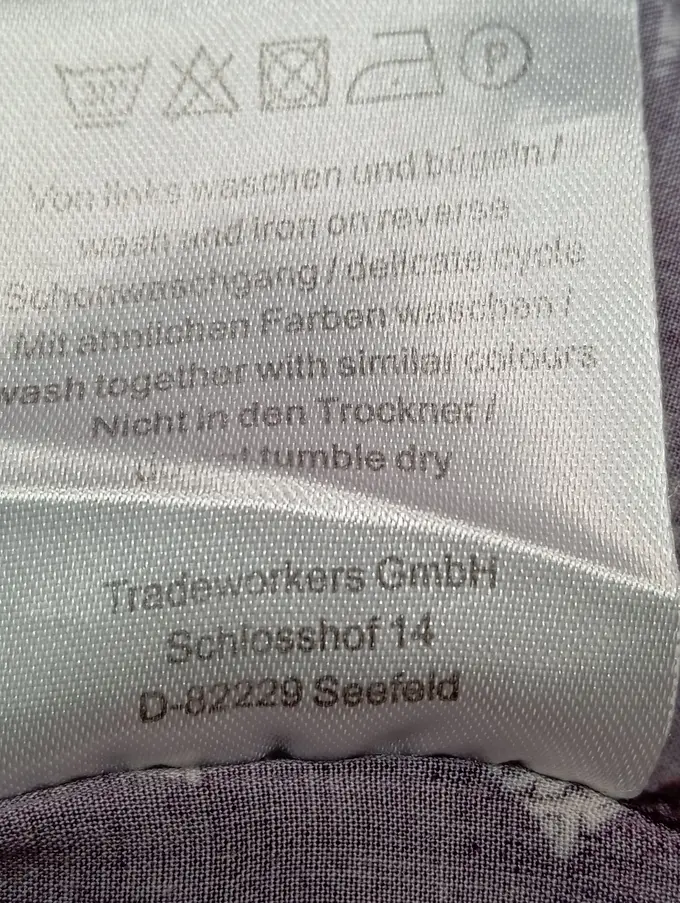 30
P
Von links waschen und bügeln /
wash and iron on reverse
Schonwaschgang / delicate cycle
Mit ähnlichen Farben waschen /
wash together with similar colours
Nicht in den Trockner /
tumble dry
Tradeworkers GmbH
Schlosshof 14
D-82229 Seefeld